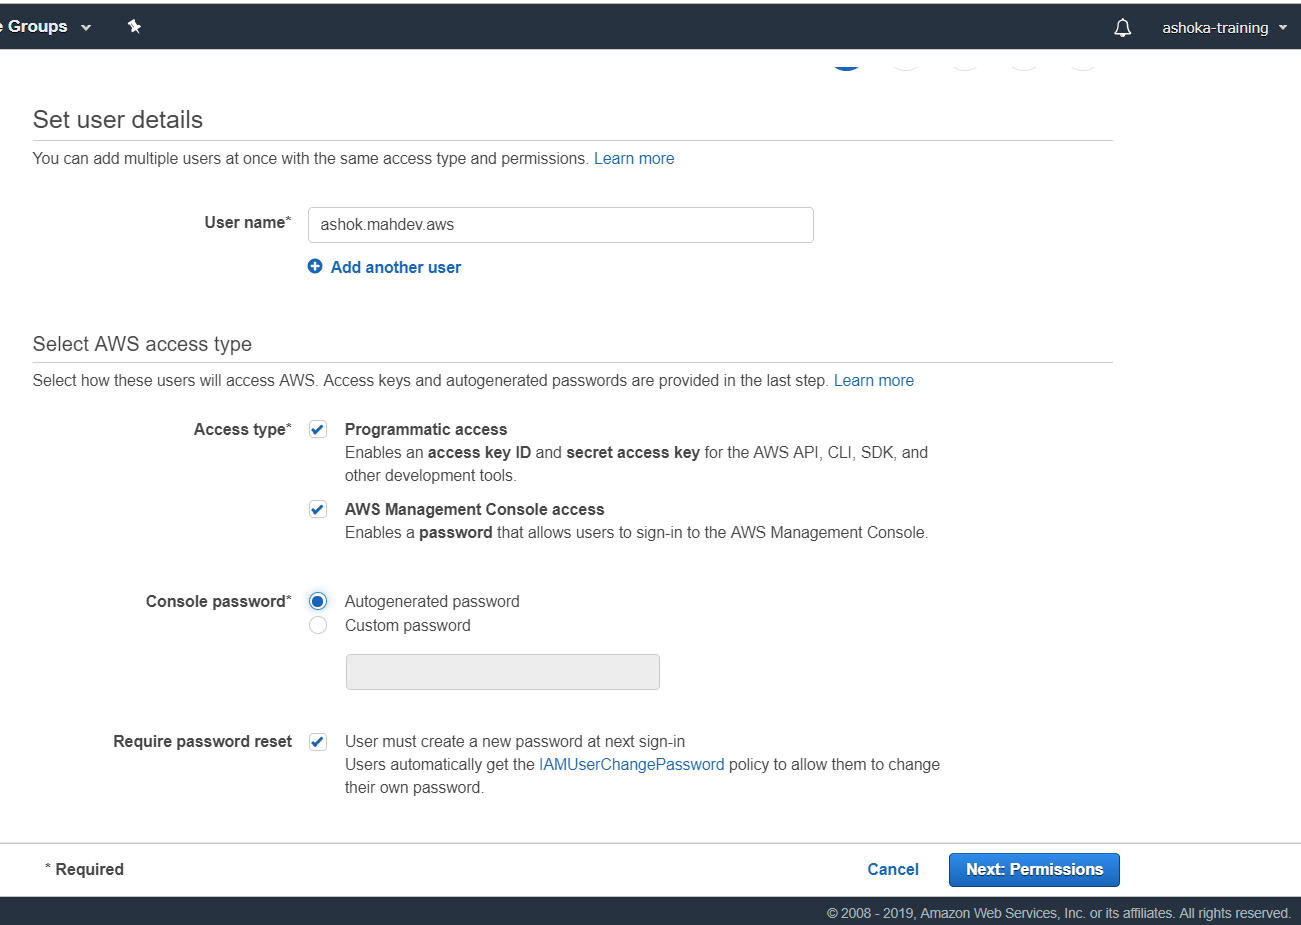 Groups
ashoka-training
Set user details
You can add multiple users at once with the same access type and permissions. Learn more
User name*
ashok.mahdev.aws
Add another user
Select AWS access type
Select how these users will access AWS. Access keys and autogenerated passwords are provided in the last step. Learn more
Access type*
Programmatic access
Enables an access key ID and secret access key for the AWS API, CLI, SDK, and
other development tools.
AWS Management Console access
Enables a password that allows users to sign-in to the AWS Management Console.
Console password*
Autogenerated password
Custom password
Require password reset
User must create a new password at next sign-in
Users automatically get the IAMUserChangePassword policy to allow them to change
their own password.
* Required
Cancel
Next: Permissions
© 2008 - 2019, Amazon Web Services, Inc. or its affiliates. All rights reserved.